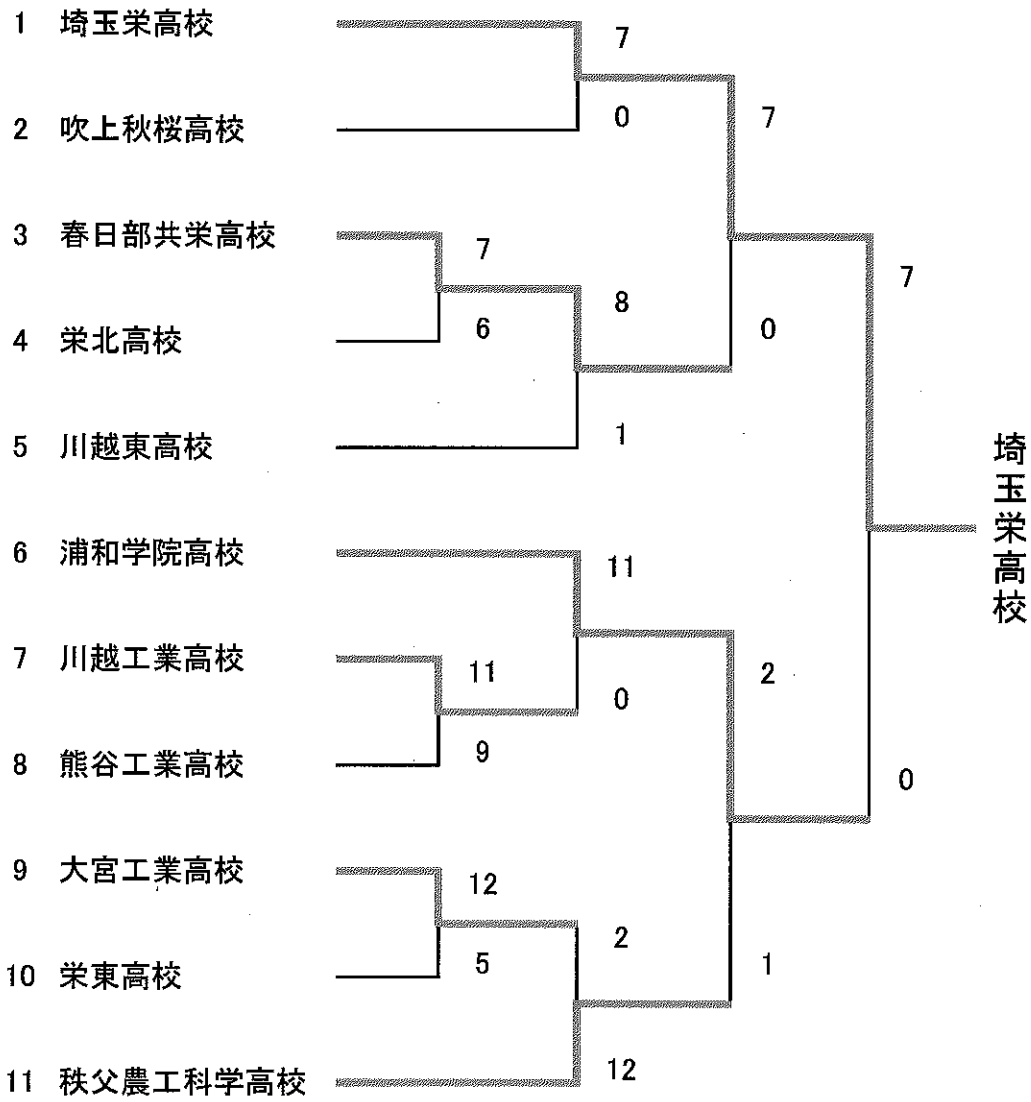 1 埼玉栄高校
7
0
2 吹上秋桜高校
7
3 春日部共栄高校
7
7
8
6
0
4 栄北高校
1
5 川越東高校
埼玉栄高校
6 浦和学院高校
11
7 川越工業高校
11
2
0
9
8 熊谷工業高校
0
9 大宮工業高校
12
2
5
1
10 栄東高校
12
11 秩父農工科学高校